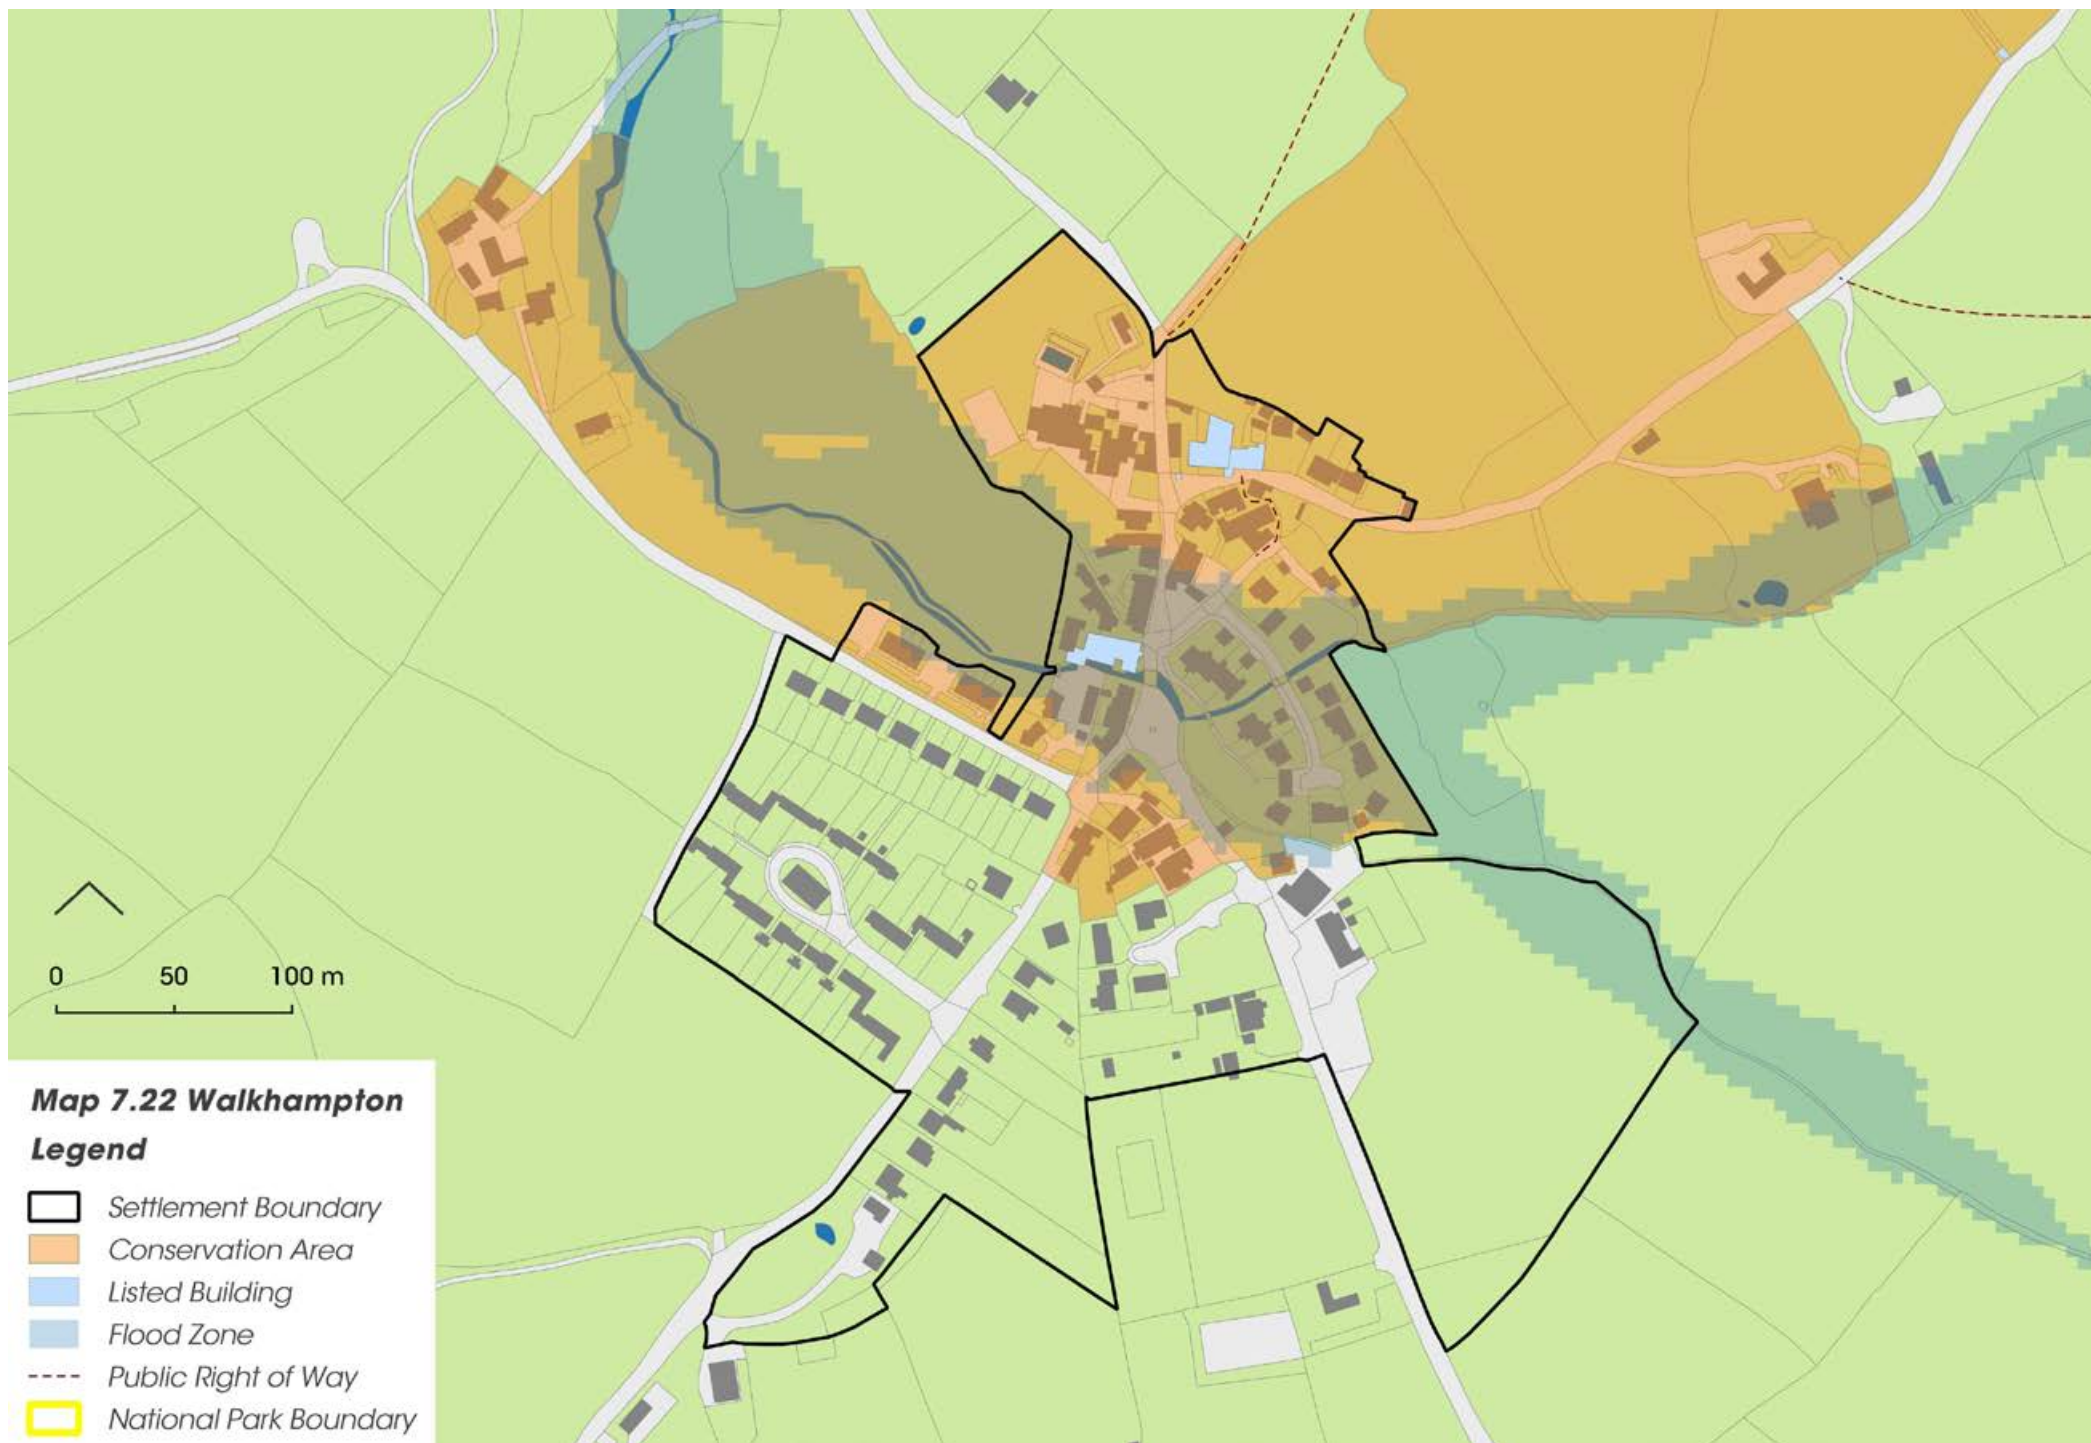 0 50 100 m
Map 7.22 Walkhampton
Legend
Settlement Boundary
Conservation Area
Listed Building
Flood Zone
Public Right of Way
National Park Boundary